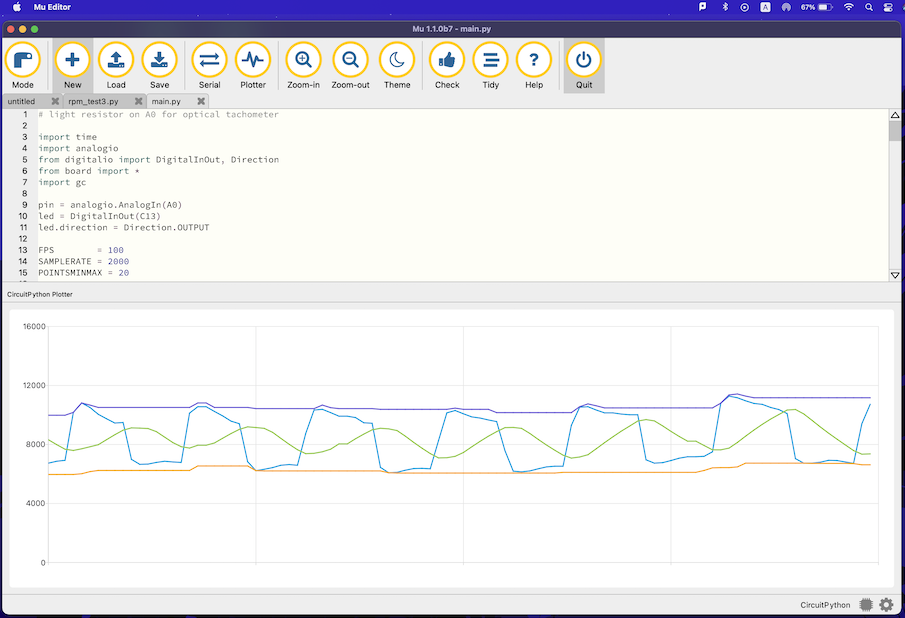 Mu Editor
A
67%
Mu 1.1.0b7 - main.py
Mode New Load Save Serial Plotter Zoom-in Zoom-out Theme Check Tidy Help Quit
untitled rpm_test3.py main.py
1 # light resistor on A0 for optical tachometer
2
3 import time
4 import analogio
5 from digitalio import DigitalInOut, Direction
6 from board import *
7 import gc
8
9 pin = analogio.AnalogIn(A0)
10 led = DigitalInOut(C13)
11 led.direction = Direction.OUTPUT
12
13 FPS        = 100
14 SAMPLERATE = 2000
15 POINTSMINMAX = 20
CircuitPython Plotter
16000
12000
8000
4000
0
CircuitPython